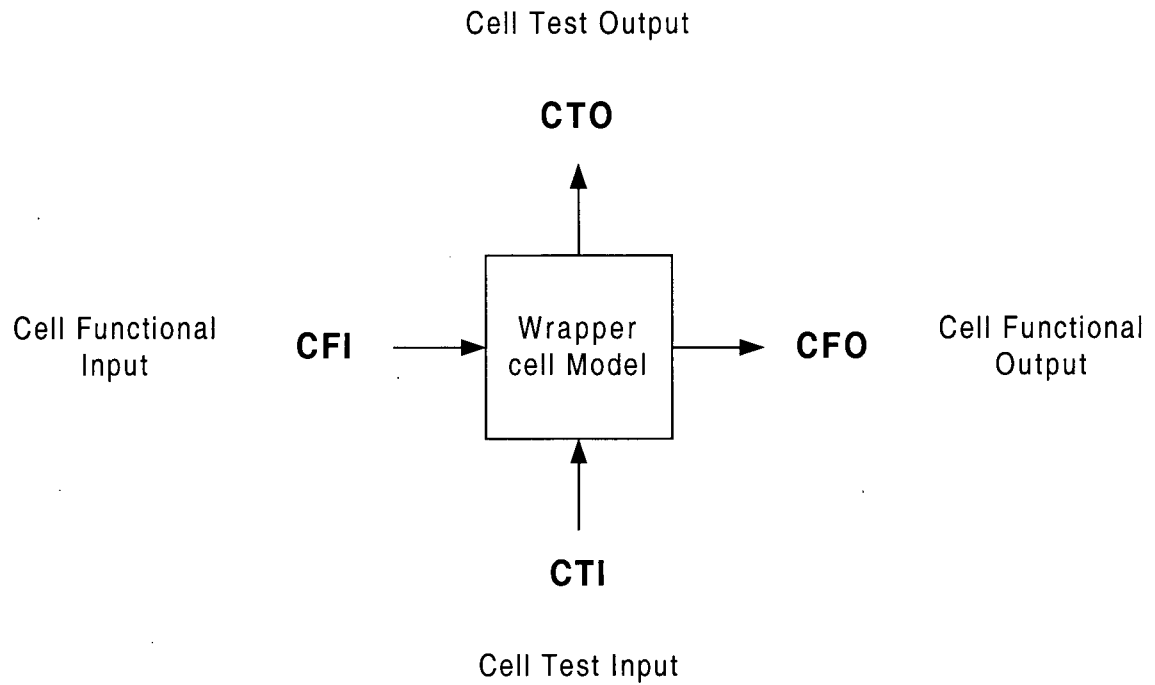 Cell Test Output
CTO
Cell Functional
Input
CFI
Wrapper
cell Model
CFO
Cell Functional
Output
CTI
Cell Test Input